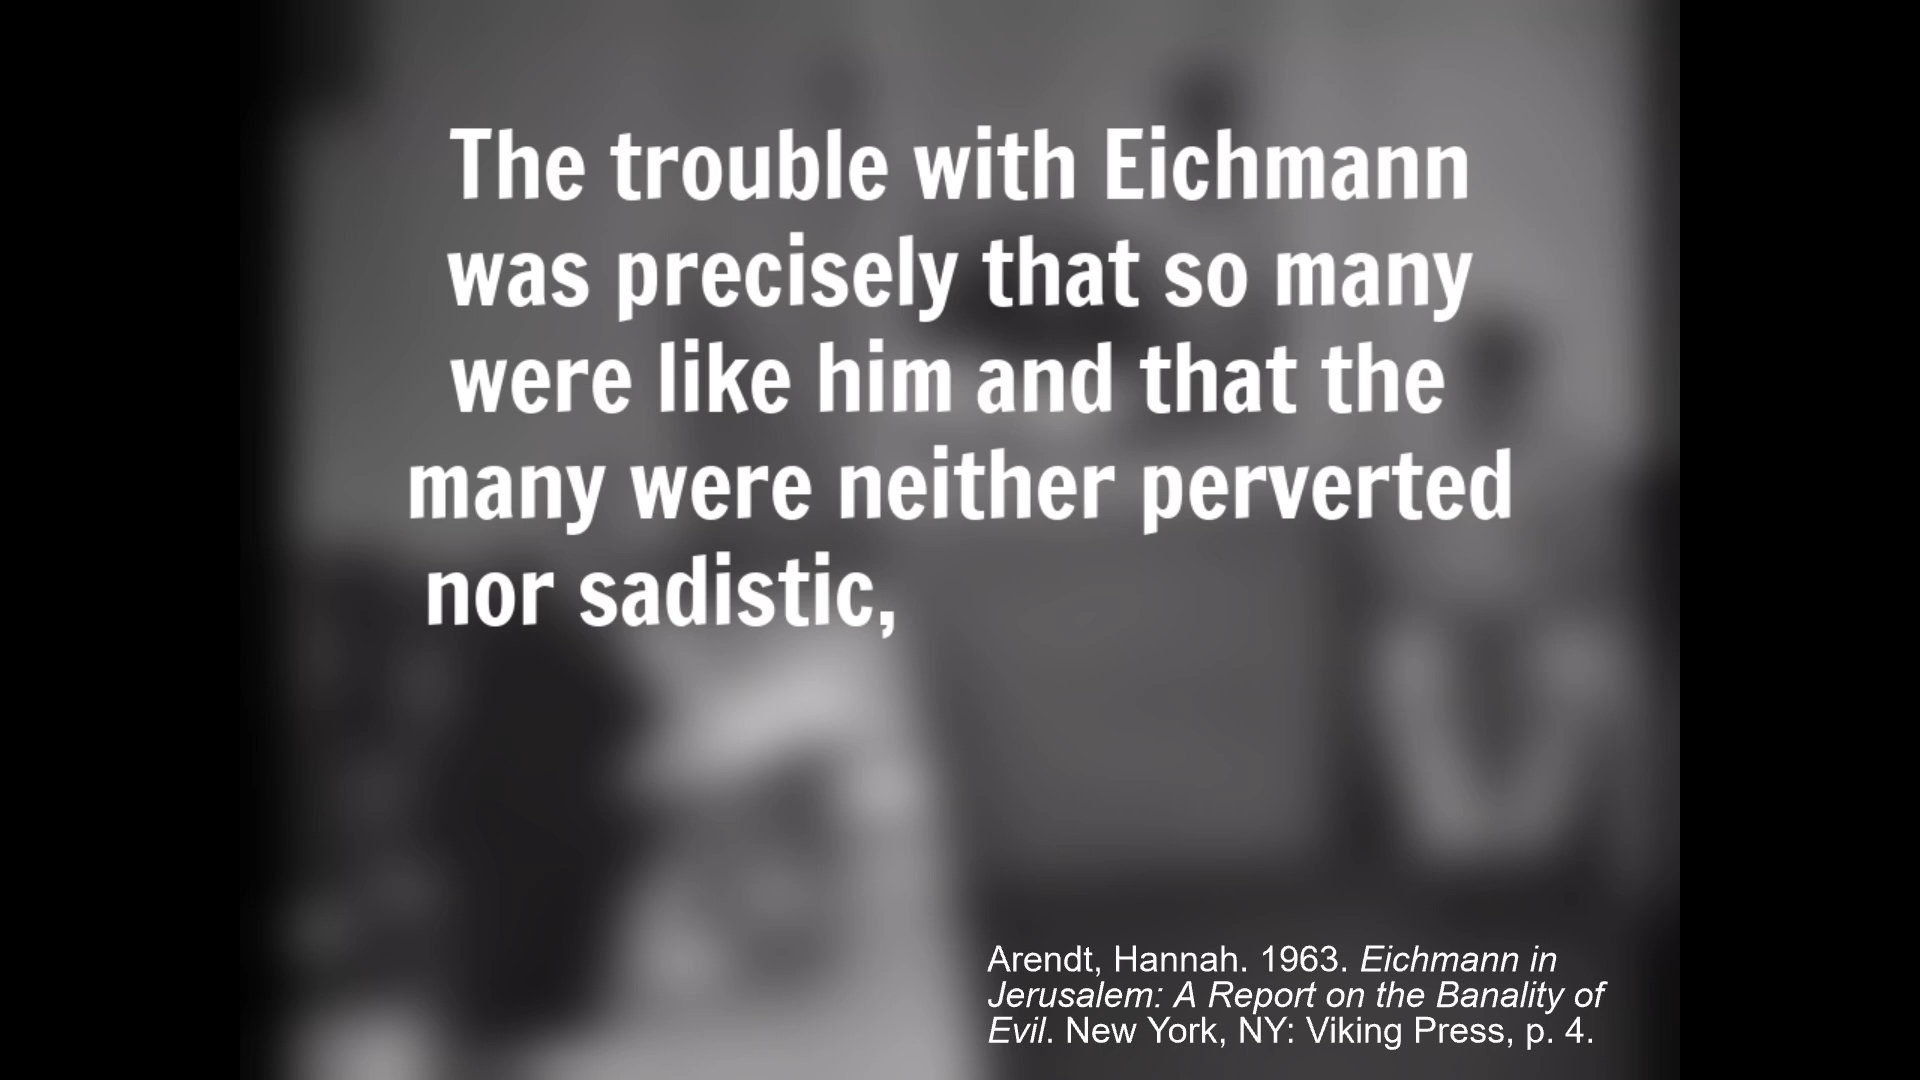 The trouble with Eichmann
was precisely that so many
were like him and that the
many were neither perverted
nor sadistic,
Arendt, Hannah. 1963. Eichmann in
Jerusalem: A Report on the Banality of
Evil. New York, NY: Viking Press, p. 4.